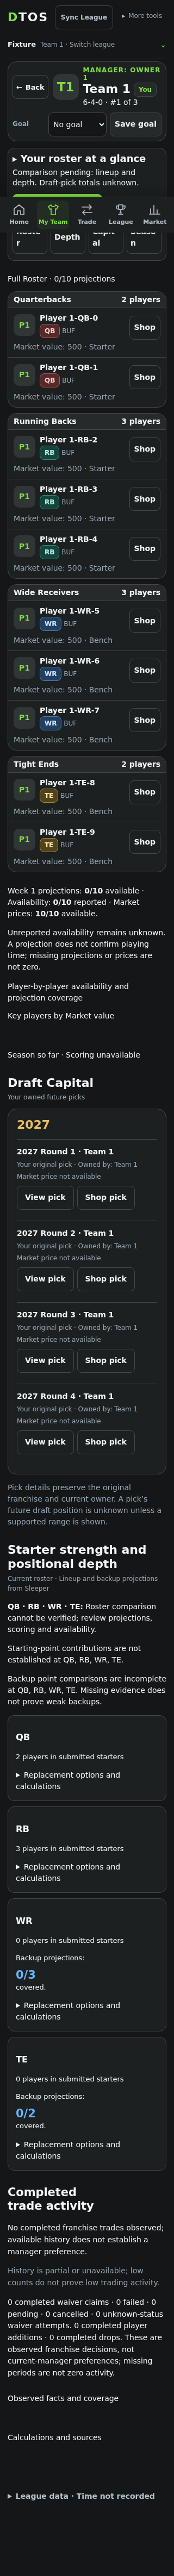 DTOS
Sync League
▸ More tools
Fixture Team 1 · Switch league
← Back
T1
MANAGER: OWNER 1
Team 1 You
6-4-0 · #1 of 3
Goal
No goal
Save goal
▸ Your roster at a glance
Comparison pending: lineup and
depth. Draft-pick totals unknown.
Home
My Team
Trade
League
Market
r
Depth
al
n
Full Roster · 0/10 projections
Quarterbacks 2 players
P1
Player 1-QB-0
QB BUF
Shop
Market value: 500 · Starter
P1
Player 1-QB-1
QB BUF
Shop
Market value: 500 · Starter
Running Backs 3 players
P1
Player 1-RB-2
RB BUF
Shop
Market value: 500 · Starter
P1
Player 1-RB-3
RB BUF
Shop
Market value: 500 · Starter
P1
Player 1-RB-4
RB BUF
Shop
Market value: 500 · Starter
Wide Receivers 3 players
P1
Player 1-WR-5
WR BUF
Shop
Market value: 500 · Bench
P1
Player 1-WR-6
WR BUF
Shop
Market value: 500 · Bench
P1
Player 1-WR-7
WR BUF
Shop
Market value: 500 · Bench
Tight Ends 2 players
P1
Player 1-TE-8
TE BUF
Shop
Market value: 500 · Bench
P1
Player 1-TE-9
TE BUF
Shop
Market value: 500 · Bench
Week 1 projections: 0/10 available ·
Availability: 0/10 reported · Market
prices: 10/10 available.
Unreported availability remains unknown.
A projection does not confirm playing
time; missing projections or prices are
not zero.
Player-by-player availability and
projection coverage
Key players by Market value
Season so far · Scoring unavailable
Draft Capital
Your owned future picks
2027
2027 Round 1 · Team 1
Your original pick · Owned by: Team 1
Market price not available
View pick
Shop pick
2027 Round 2 · Team 1
Your original pick · Owned by: Team 1
Market price not available
View pick
Shop pick
2027 Round 3 · Team 1
Your original pick · Owned by: Team 1
Market price not available
View pick
Shop pick
2027 Round 4 · Team 1
Your original pick · Owned by: Team 1
Market price not available
View pick
Shop pick
Pick details preserve the original
franchise and current owner. A pick's
future draft position is unknown unless a
supported range is shown.
Starter strength and
positional depth
Current roster · Lineup and backup projections
from Sleeper
QB · RB · WR · TE: Roster comparison
cannot be verified; review projections,
scoring and availability.
Starting-point contributions are not
established at QB, RB, WR, TE.
Backup point comparisons are incomplete
at QB, RB, WR, TE. Missing evidence does
not prove weak backups.
QB
2 players in submitted starters
▸ Replacement options and
calculations
RB
3 players in submitted starters
▸ Replacement options and
calculations
WR
0 players in submitted starters
Backup projections:
0/3
covered.
▸ Replacement options and
calculations
TE
0 players in submitted starters
Backup projections:
0/2
covered.
▸ Replacement options and
calculations
Completed
trade activity
No completed franchise trades observed;
available history does not establish a
manager preference.
History is partial or unavailable; low
counts do not prove low trading activity.
0 completed waiver claims · 0 failed · 0
pending · 0 cancelled · 0 unknown-status
waiver attempts. 0 completed player
additions · 0 completed drops. These are
observed franchise decisions, not
current-manager preferences; missing
periods are not zero activity.
Observed facts and coverage
Calculations and sources
▸ League data · Time not recorded